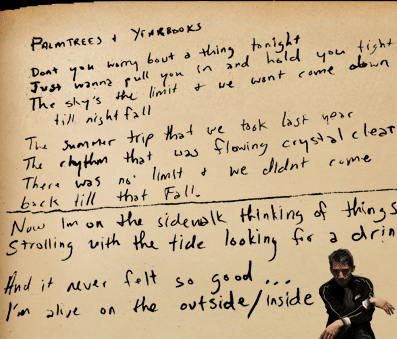 PALMTREES + YEARBOOKS
Dont you worry bout a thing tonight
Just wanna pull you in and hold you tight
The sky's the limit & we wont come down
till nightfall
The summer trip that we took last year
The rhythm that was flowing crystal clear
There was no limit & we didnt come
back till that Fall.
Now Im on the sidewalk thinking of things
Strolling with the tide looking for a drin
And it never felt so good ...
I'm alive on the outside/inside